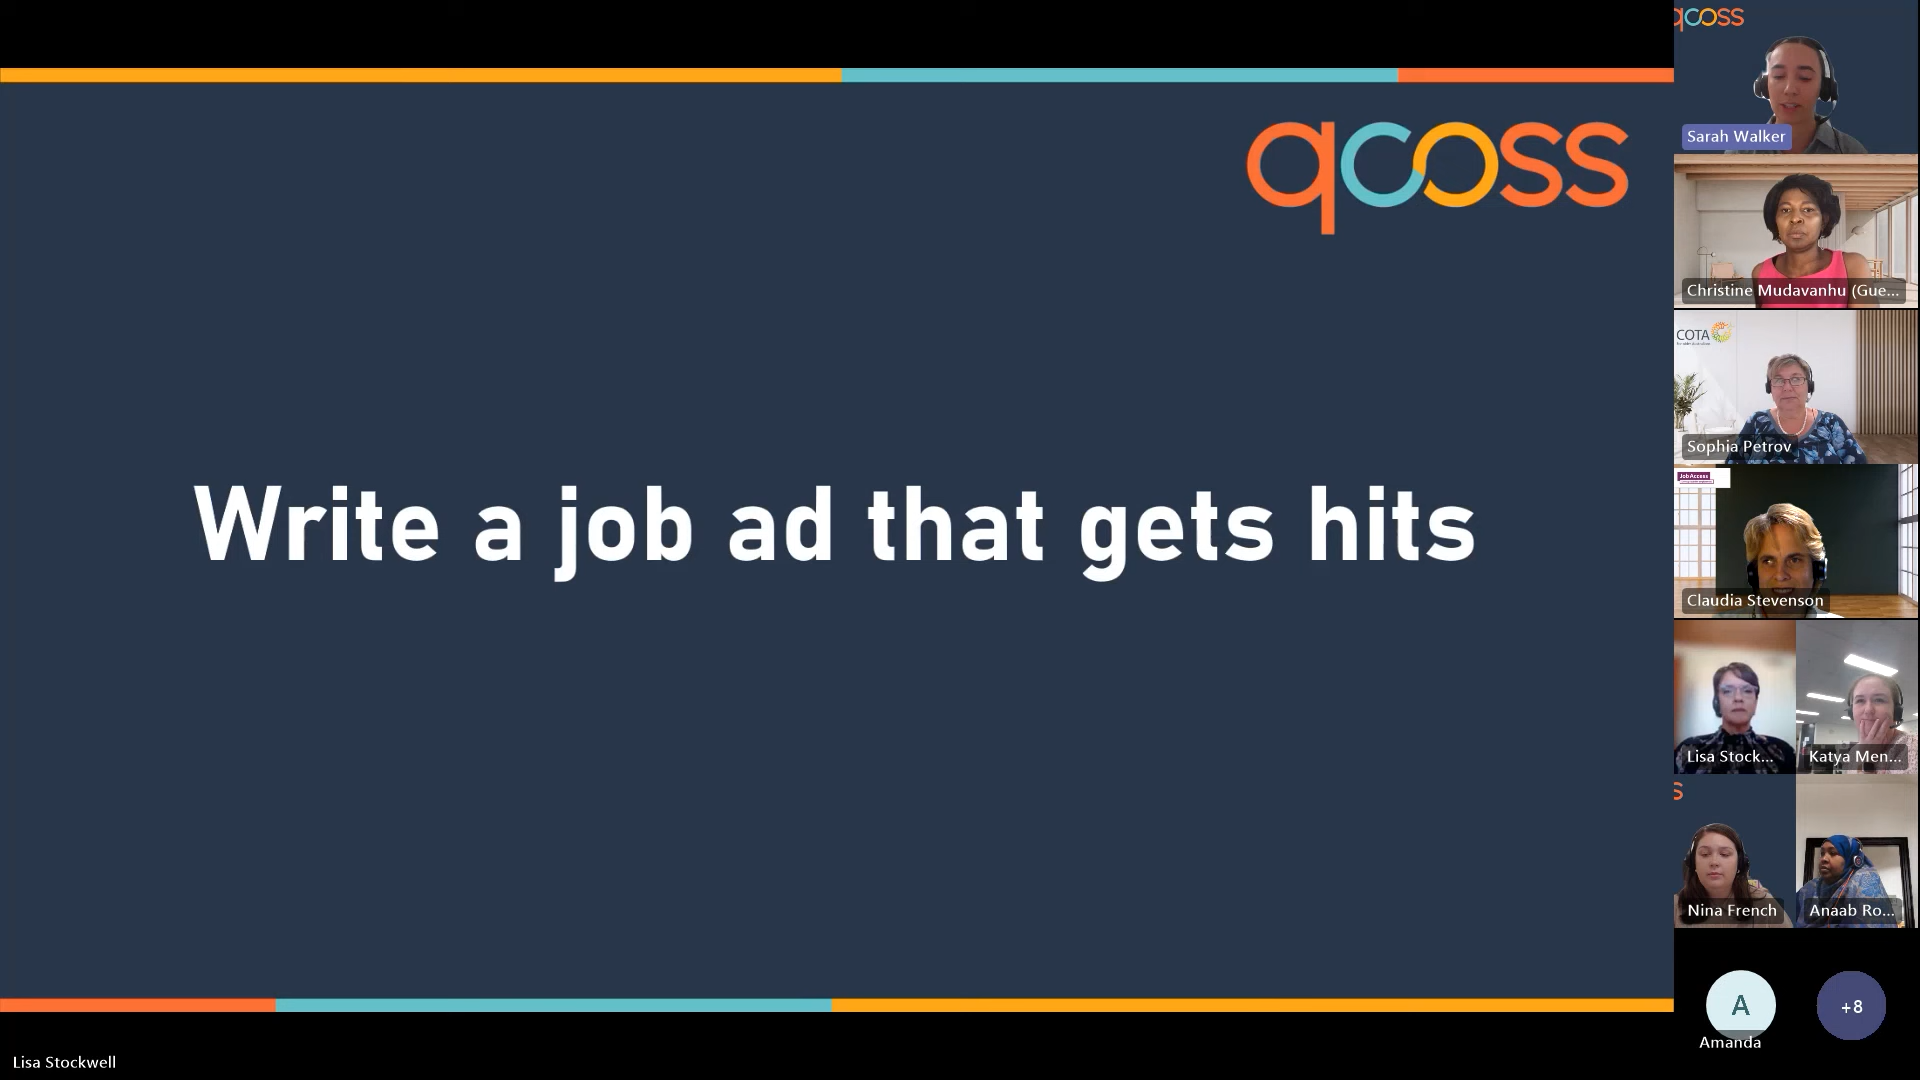 qcoss
Write a job ad that gets hits
Lisa Stockwell
qcoss
Sarah Walker
Christine Mudavanhu (Gue...
COTA
Sophia Petrov
JobAccess
Claudia Stevenson
Lisa Stock...
Katya Men...
s
Nina French
Anaab Ro...
A
Amanda
+8